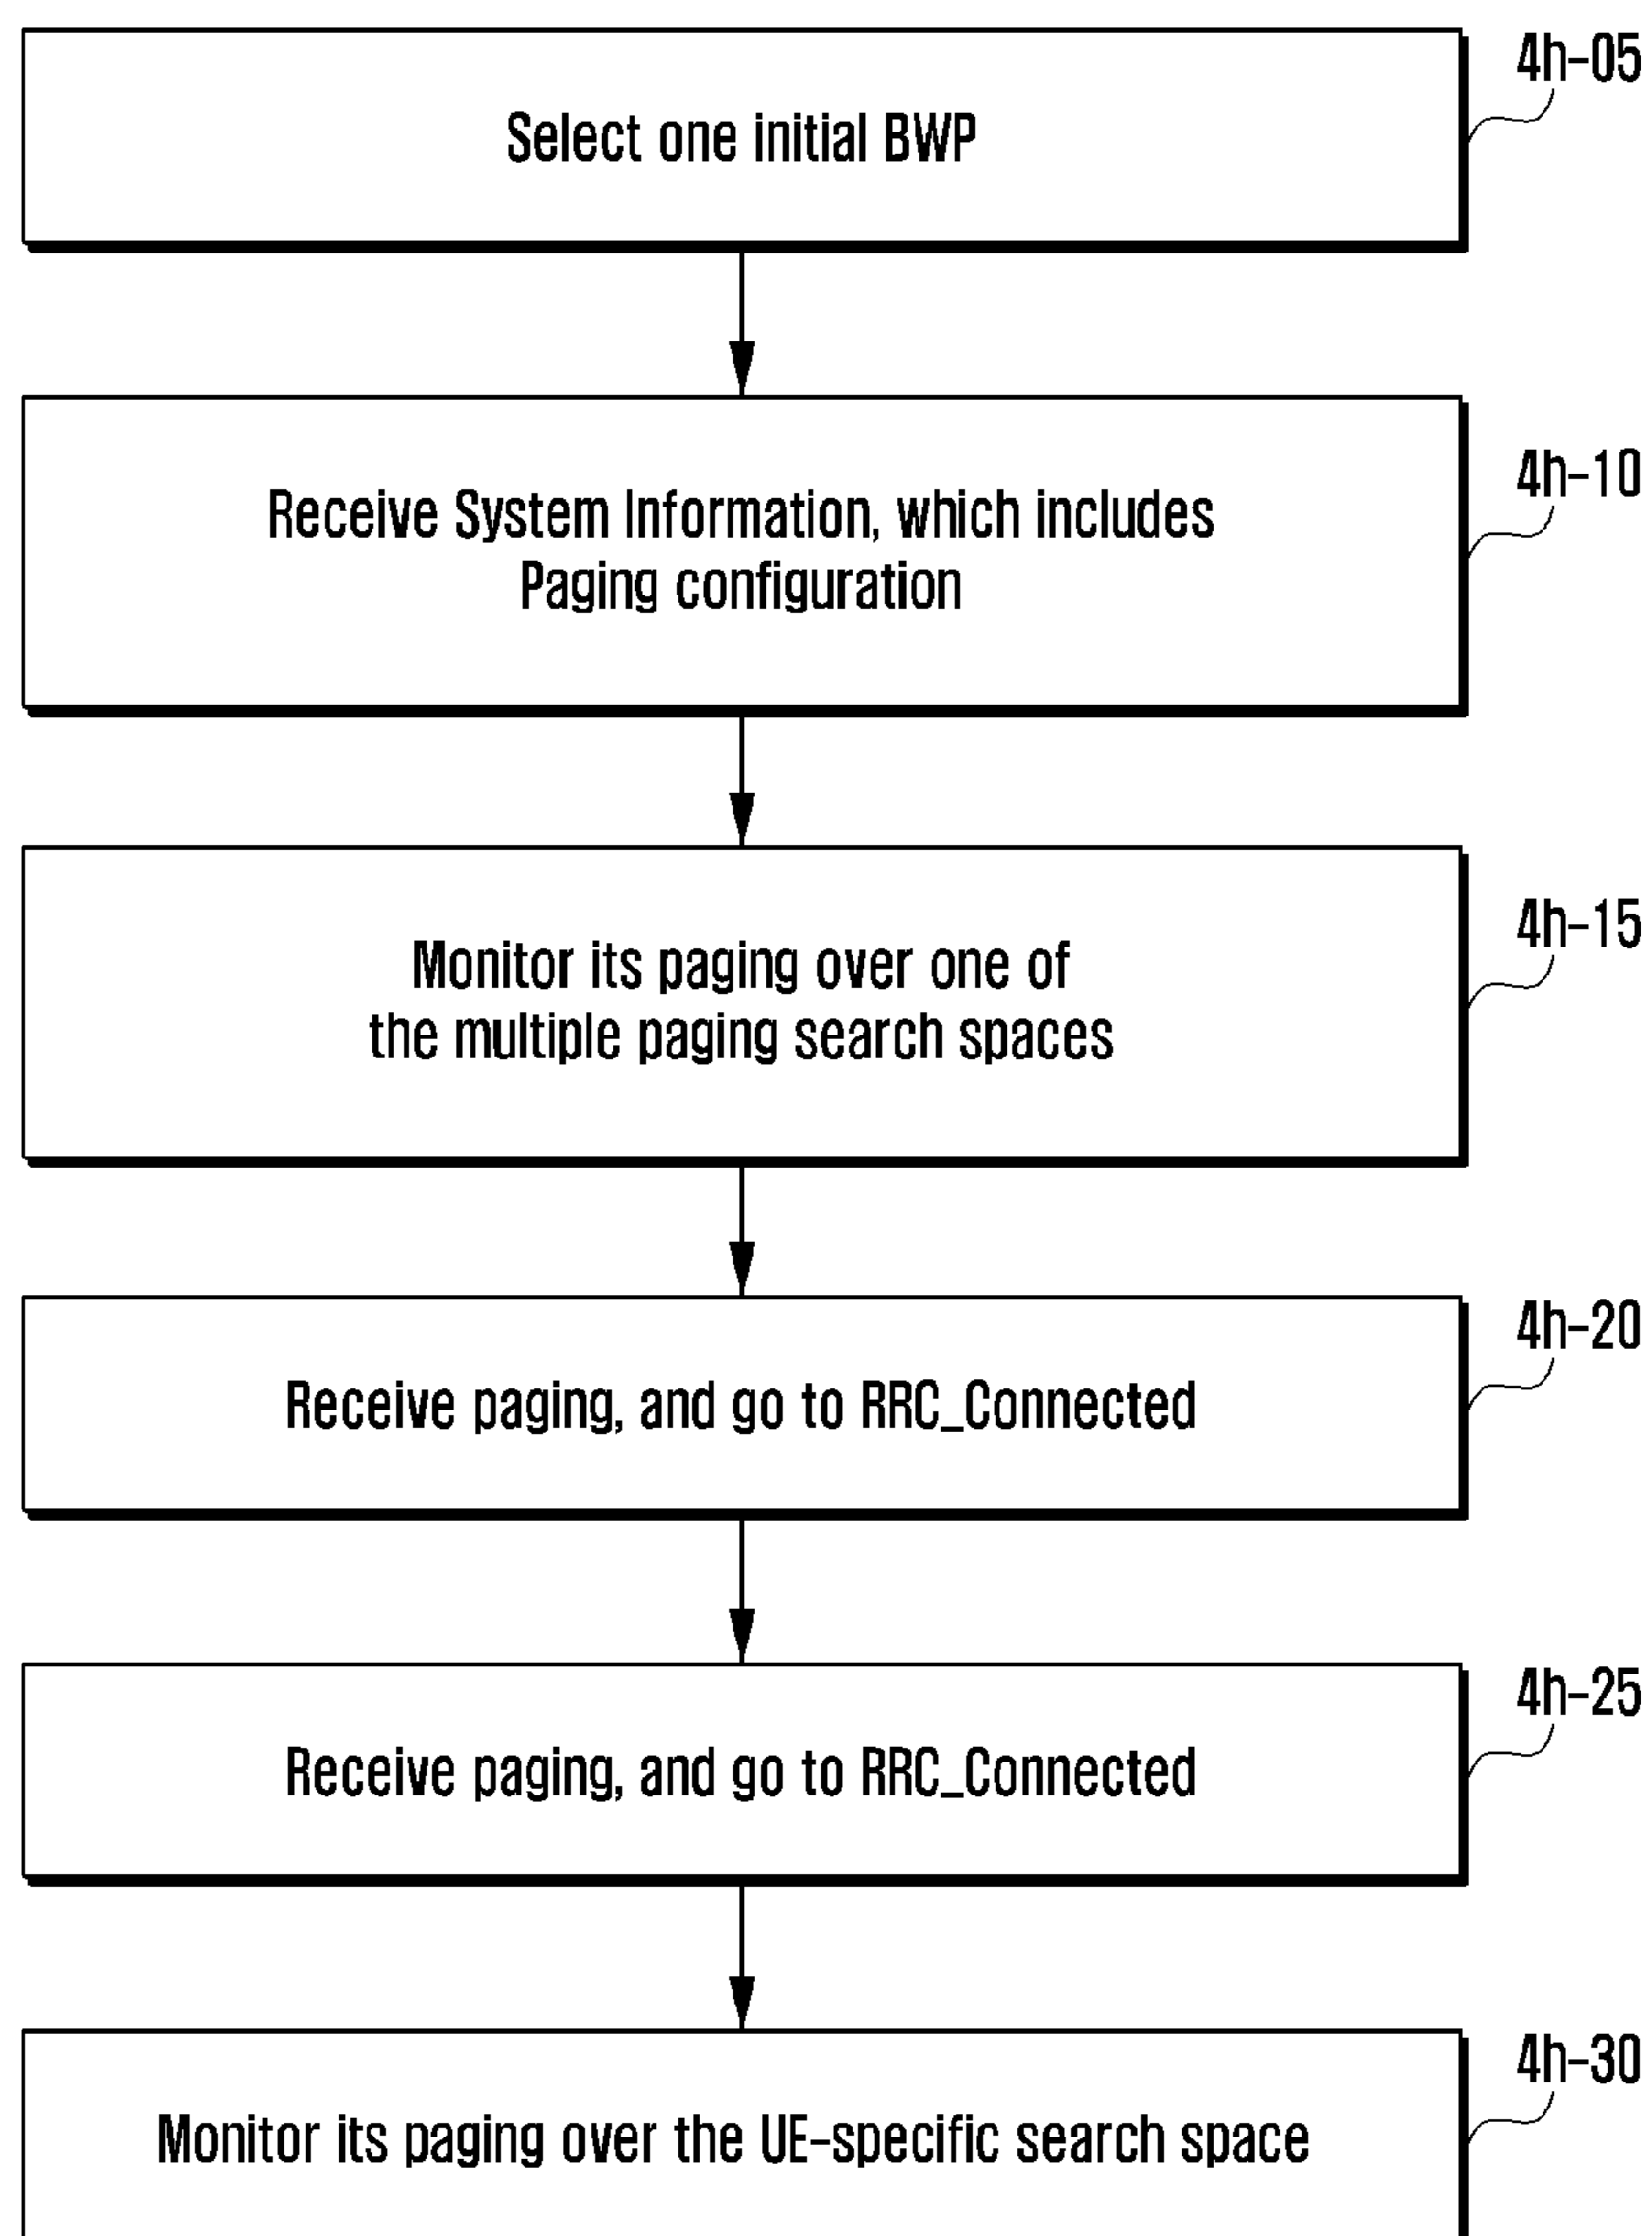 4h-05
Select one initial BWP
4h-10
Receive System Information, which includes
Paging configuration
4h-15
Monitor its paging over one of
the multiple paging search spaces
4h-20
Receive paging, and go to RRC_Connected
4h-25
Receive paging, and go to RRC_Connected
4h-30
Monitor its paging over the UE-specific search space